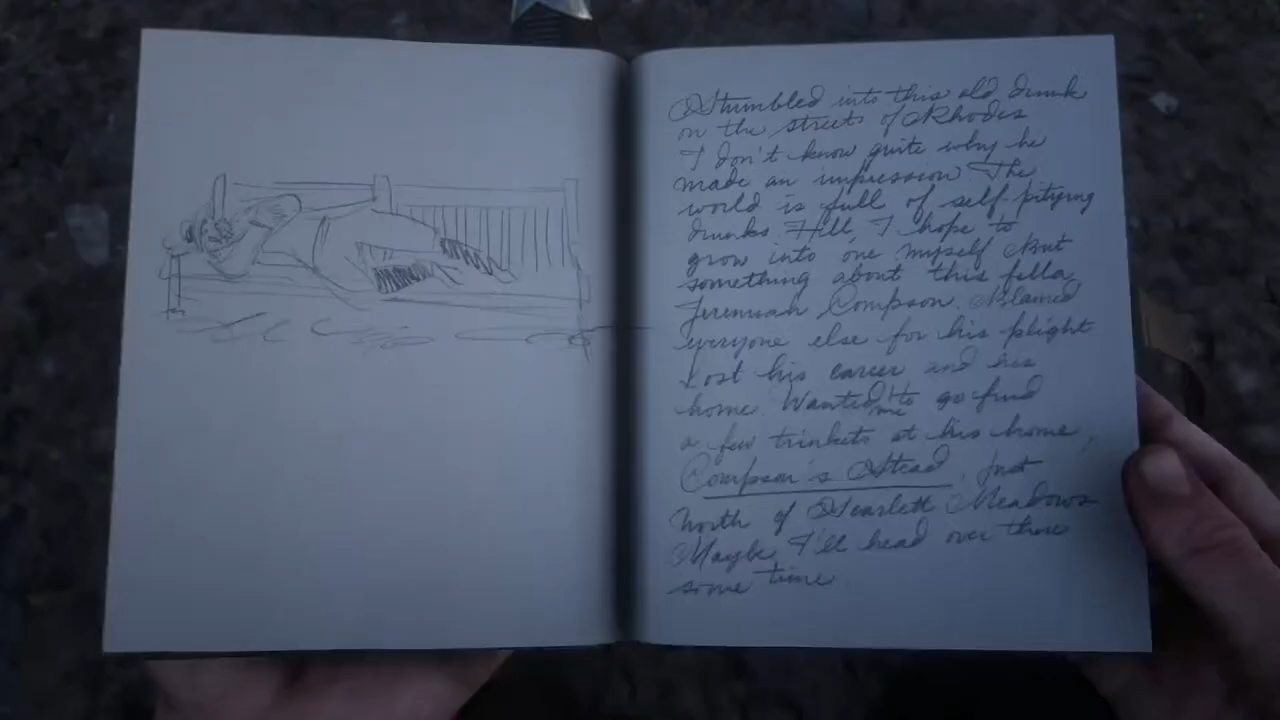 Stumbled into this old drunk
on the streets of Rhodes
I don't know quite why he
made an impression The
world is full of self-pitying
drunks Hell, I hope to
grow into one myself But
something about this fella,
Jeremiah Compson. Blamed
everyone else for his plight
Lost his career and his
home. Wanted me to go find
a few trinkets at his home,
Compson's Stead, just
north of Scarlett Meadows
Maybe I'll head over there
some time